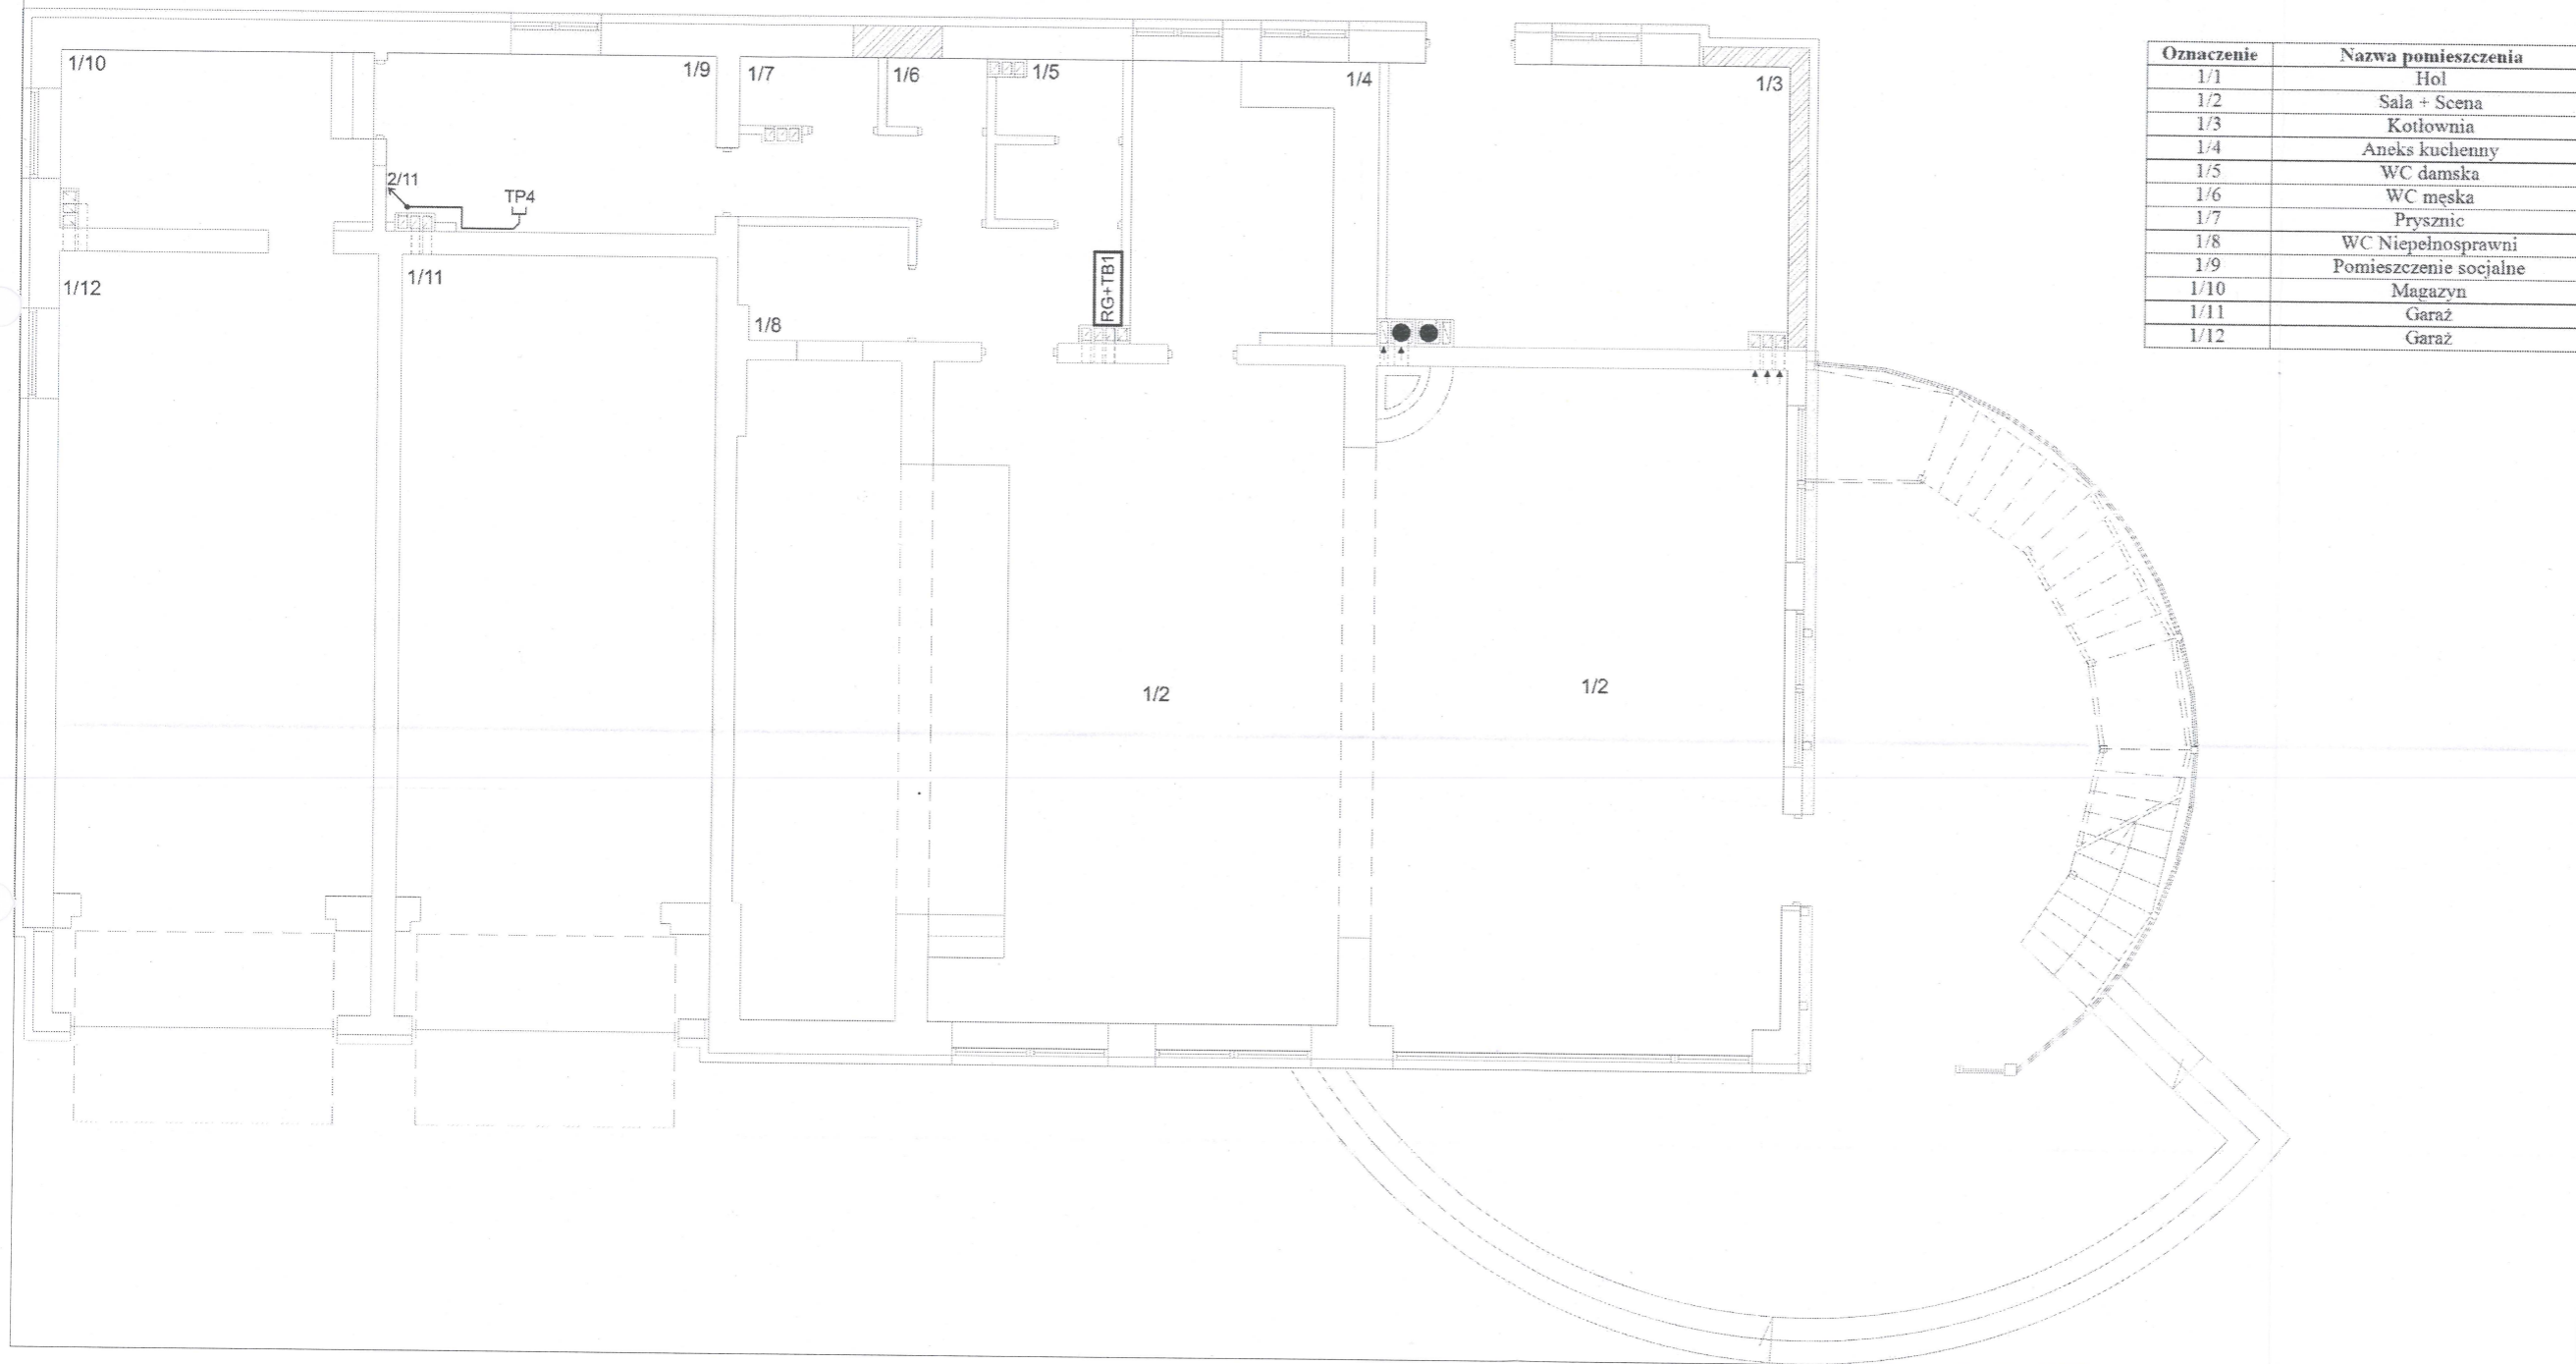 1/10
1/9
1/7
1/6
1/5
1/4
1/3
2/11
TP4
1/12
1/11
RG+TB1
1/8
1/2
1/2
Oznaczenie Nazwa pomieszczenia
1/1 Hol
1/2 Sala + Scena
1/3 Kotłownia
1/4 Aneks kuchenny
1/5 WC damska
1/6 WC męska
1/7 Prysznic
1/8 WC Niepełnosprawni
1/9 Pomieszczenie socjalne
1/10 Magazyn
1/11 Garaż
1/12 Garaż